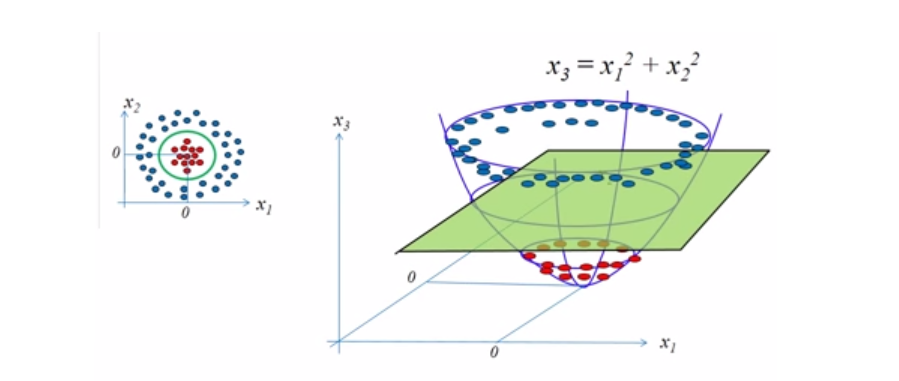 x₃ = x₁² + x₂²
x₂
x₃
0
x₁
0
0
x₁
0